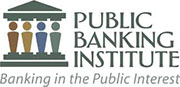 PUBLIC
BANKING
INSTITUTE
Banking in the Public Interest